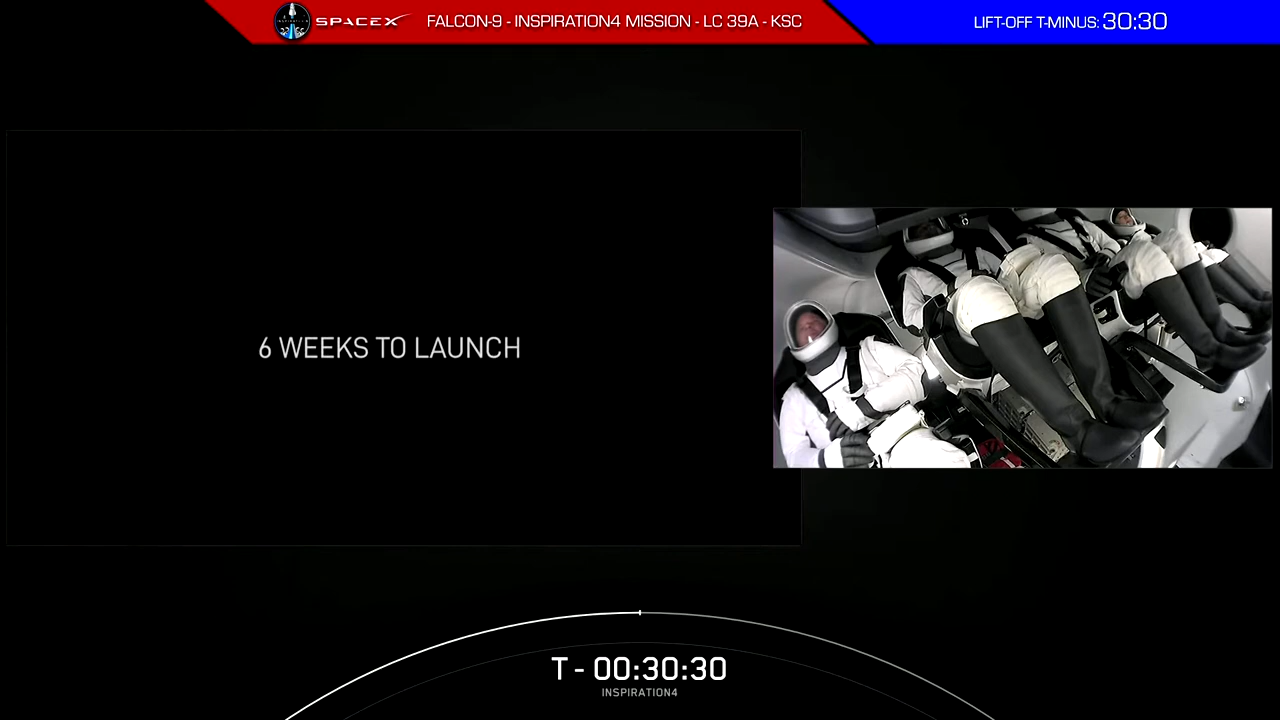 SPACEX
FALCON-9 - INSPIRATION4 MISSION - LC 39A - KSC
LIFT-OFF T-MINUS: 30:30
6 WEEKS TO LAUNCH
T - 00:30:30
INSPIRATION4